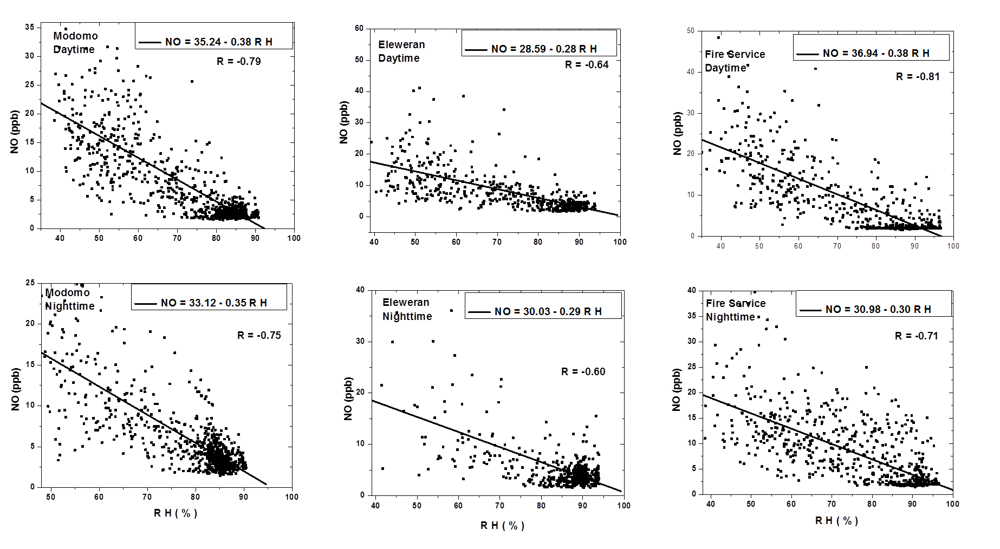 35
30
25
20
15
10
5
0
NO (ppb)
Modomo
Daytime
NO = 35.24 - 0.38 R H
R = -0.79
40 50 60 70 80 90 100
60
50
40
30
20
10
0
NO (ppb)
Eleweran
Daytime
NO = 28.59 - 0.28 R H
R = -0.64
40 50 60 70 80 90 100
50
40
30
20
10
0
NO (ppb)
Fire Service
Daytime
NO = 36.94 - 0.38 R H
R = -0.81
40 50 60 70 80 90 100
25
20
15
10
5
0
NO (ppb)
Modomo
Nighttime
NO = 33.12 - 0.35 R H
R = -0.75
50 60 70 80 90 100
R H ( % )
40
30
20
10
0
NO (ppb)
Eleweran
Nighttime
NO = 30.03 - 0.29 R H
R = -0.60
40 50 60 70 80 90 100
R H ( % )
40
35
30
25
20
15
10
5
0
NO (ppb)
Fire Service
Nighttime
NO = 30.98 - 0.30 R H
R = -0.71
40 50 60 70 80 90 100
R H ( % )